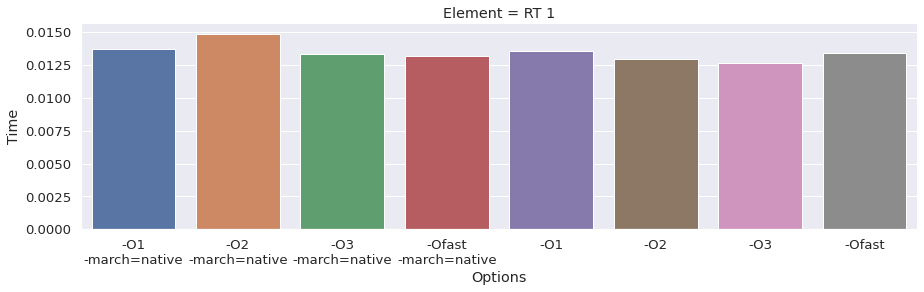 Element = RT 1
0.0150
0.0125
0.0100
0.0075
0.0050
0.0025
0.0000
Time
-O1 -O2 -O3 -Ofast -O1 -O2 -O3 -Ofast
-march=native -march=native -march=native -march=native
Options